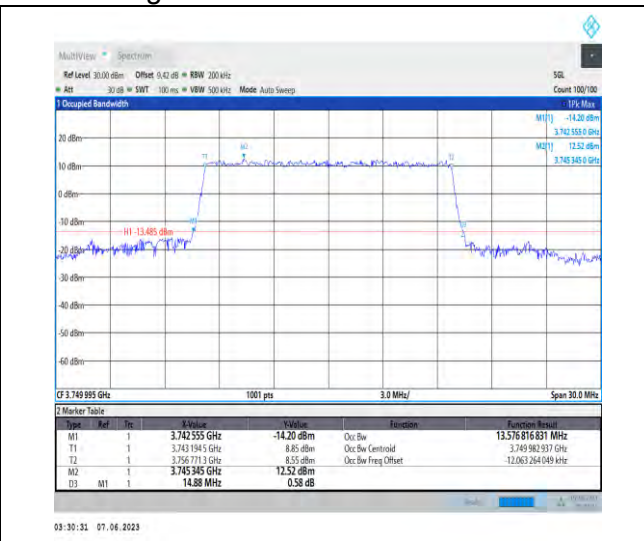 MultiView Spectrum
Ref Level 30.00 dBm Offset 9.42 dB RBW 200 kHz SGL
Att 30 dB SWT 100 ms VBW 500 kHz Mode Auto Sweep Count 100/100
1 Occupied Bandwidth 1Pk Max
M1[1] -14.20 dBm
3.742 555 0 GHz
M2[1] 12.52 dBm
3.745 345 0 GHz
20 dBm
T1 M2 T2
10 dBm
0 dBm
-10 dBm
H1 -13.485 dBm
-20 dBm
-30 dBm
-40 dBm
-50 dBm
-60 dBm
CF 3.749 995 GHz 1001 pts 3.0 MHz/ Span 30.0 MHz
2 Marker Table
Type Ref Trc X-Value Y-Value Function Function Result
M1 1 3.742 555 GHz -14.20 dBm Occ Bw 13.576 816 831 MHz
T1 1 3.743 194 5 GHz 8.85 dBm Occ Bw Centroid 3.749 982 937 GHz
T2 1 3.756 771 3 GHz 8.55 dBm Occ Bw Freq Offset -12.063 264 049 kHz
M2 1 3.745 345 GHz 12.52 dBm
D3 M1 1 14.88 MHz 0.58 dB
03:30:31 07.06.2023